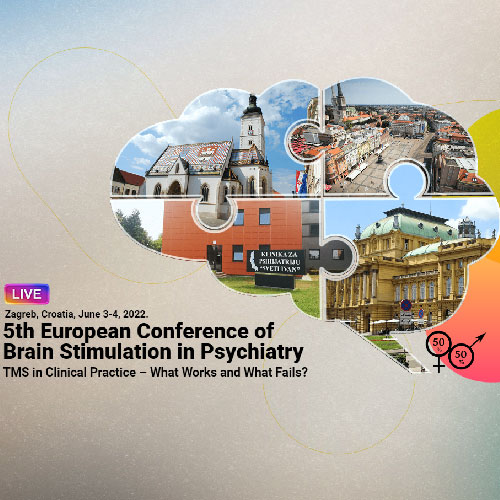 KLINIKA ZA
PSIHIJATRIJU
"SVETI IVAN"
LIVE
Zagreb, Croatia, June 3-4, 2022.
5th European Conference of
Brain Stimulation in Psychiatry
TMS in Clinical Practice – What Works and What Fails?
50
%
50
%